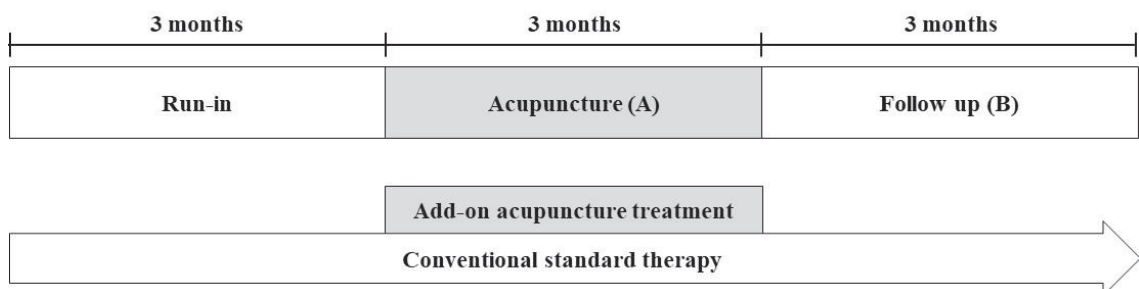 3 months 3 months 3 months
Run-in Acupuncture (A) Follow up (B)
Add-on acupuncture treatment
Conventional standard therapy